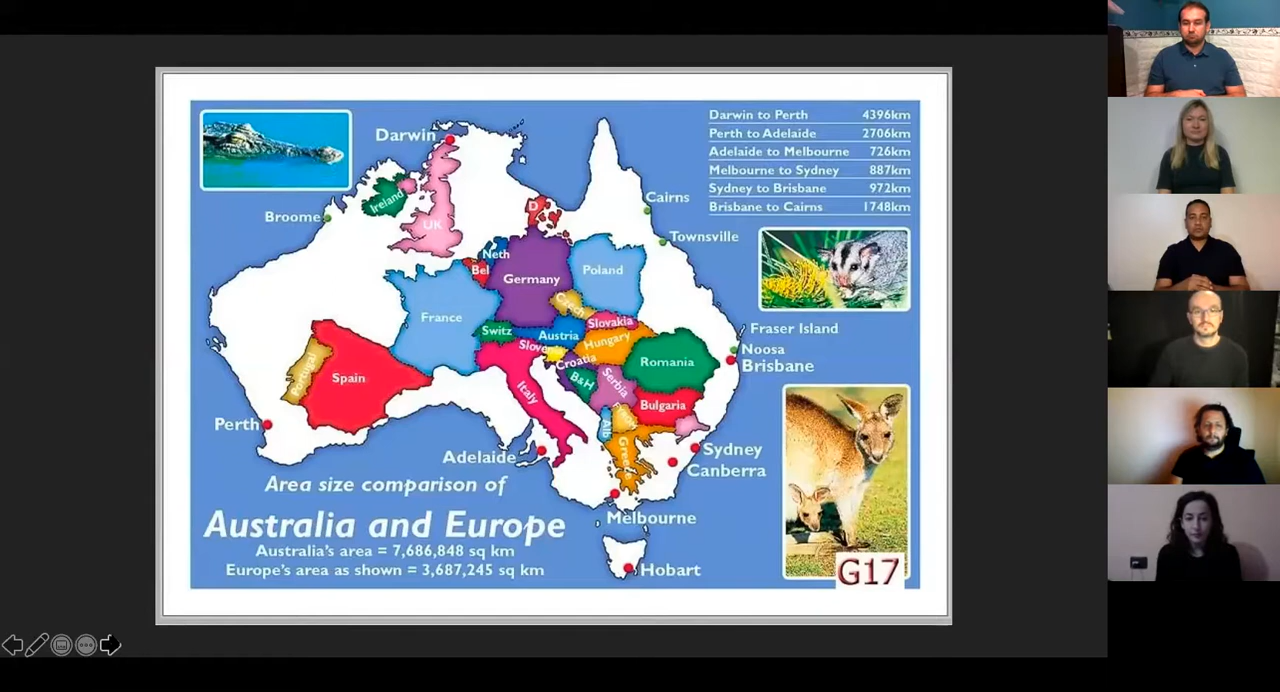 Darwin
Darwin to Perth 4396km
Perth to Adelaide 2706km
Adelaide to Melbourne 726km
Melbourne to Sydney 887km
Sydney to Brisbane 972km
Brisbane to Cairns 1748km
Broome
Cairns
Townsville
Ireland
UK
D
Neth
Bel
Germany
Poland
France
Czech
Slovakia
Switz
Austria
Hungary
Slove
Croatia
Romania
Portugal
Spain
Italy
B&H
Serbia
Bulgaria
Alb
Greece
Fraser Island
Noosa
Brisbane
Perth
Adelaide
Sydney
Canberra
Melbourne
Hobart
Area size comparison of
Australia and Europe
Australia's area = 7,686,848 sq km
Europe's area as shown = 3,687,245 sq km
G17